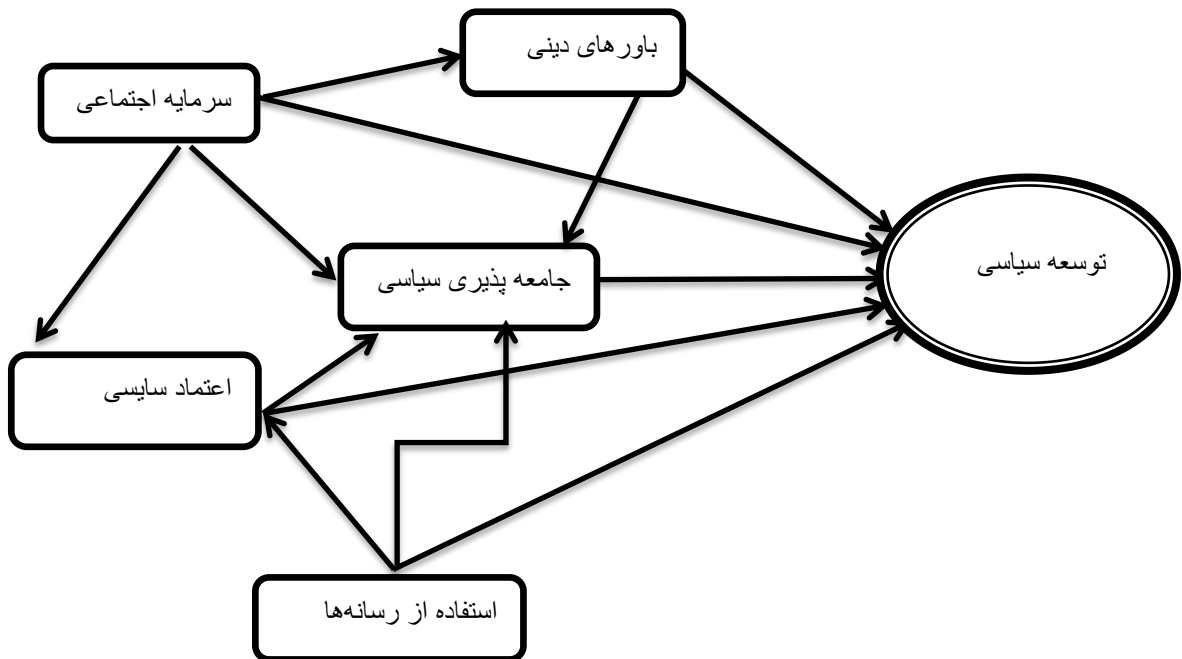 باورهای دینی
سرمایه اجتماعی
توسعه سیاسی
جامعه پذیری سیاسی
اعتماد سایسی
استفاده از رسانه‌ها